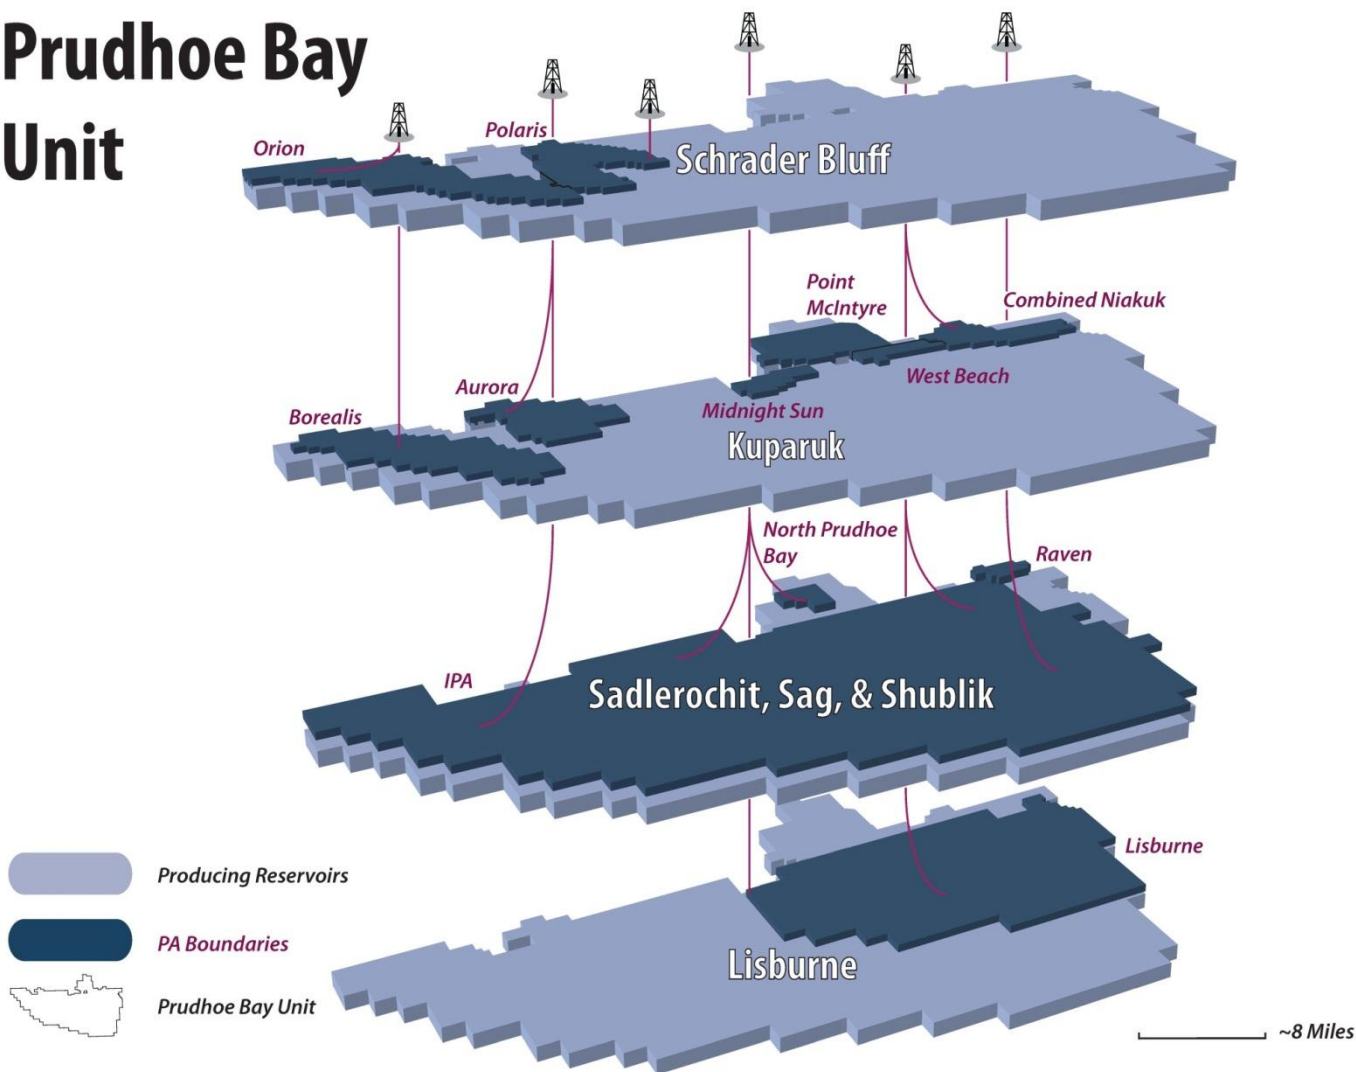 Prudhoe Bay
Unit
Orion
Polaris
Schrader Bluff
Point
McIntyre
Combined Niakuk
West Beach
Aurora
Midnight Sun
Borealis
Kuparuk
North Prudhoe
Bay
Raven
IPA
Sadlerochit, Sag, & Shublik
Lisburne
Lisburne
Producing Reservoirs
PA Boundaries
Prudhoe Bay Unit
~8 Miles